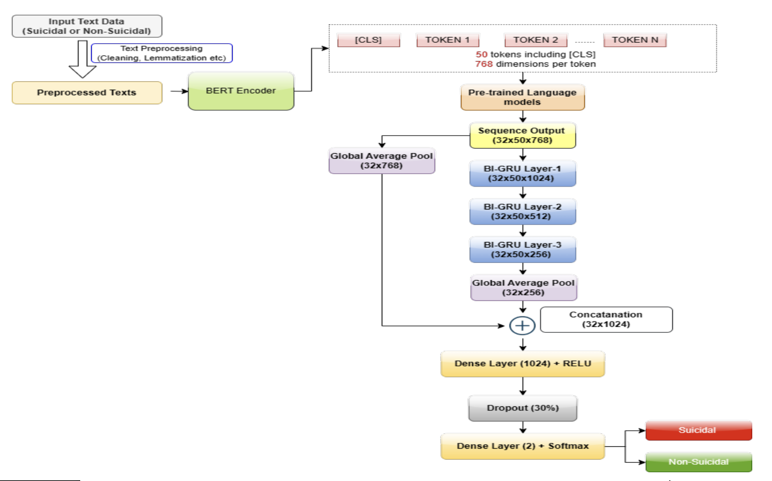 Input Text Data
(Suicidal or Non-Suicidal)
Text Preprocessing
(Cleaning, Lemmatization etc)
Preprocessed Texts
BERT Encoder
[CLS] TOKEN 1 TOKEN 2 ....... TOKEN N
50 tokens including [CLS]
768 dimensions per token
Pre-trained Language
models
Sequence Output
(32x50x768)
Global Average Pool
(32x768)
BI-GRU Layer-1
(32x50x1024)
BI-GRU Layer-2
(32x50x512)
BI-GRU Layer-3
(32x50x256)
Global Average Pool
(32x256)
Concatanation
(32x1024)
Dense Layer (1024) + RELU
Dropout (30%)
Dense Layer (2) + Softmax
Suicidal
Non-Suicidal